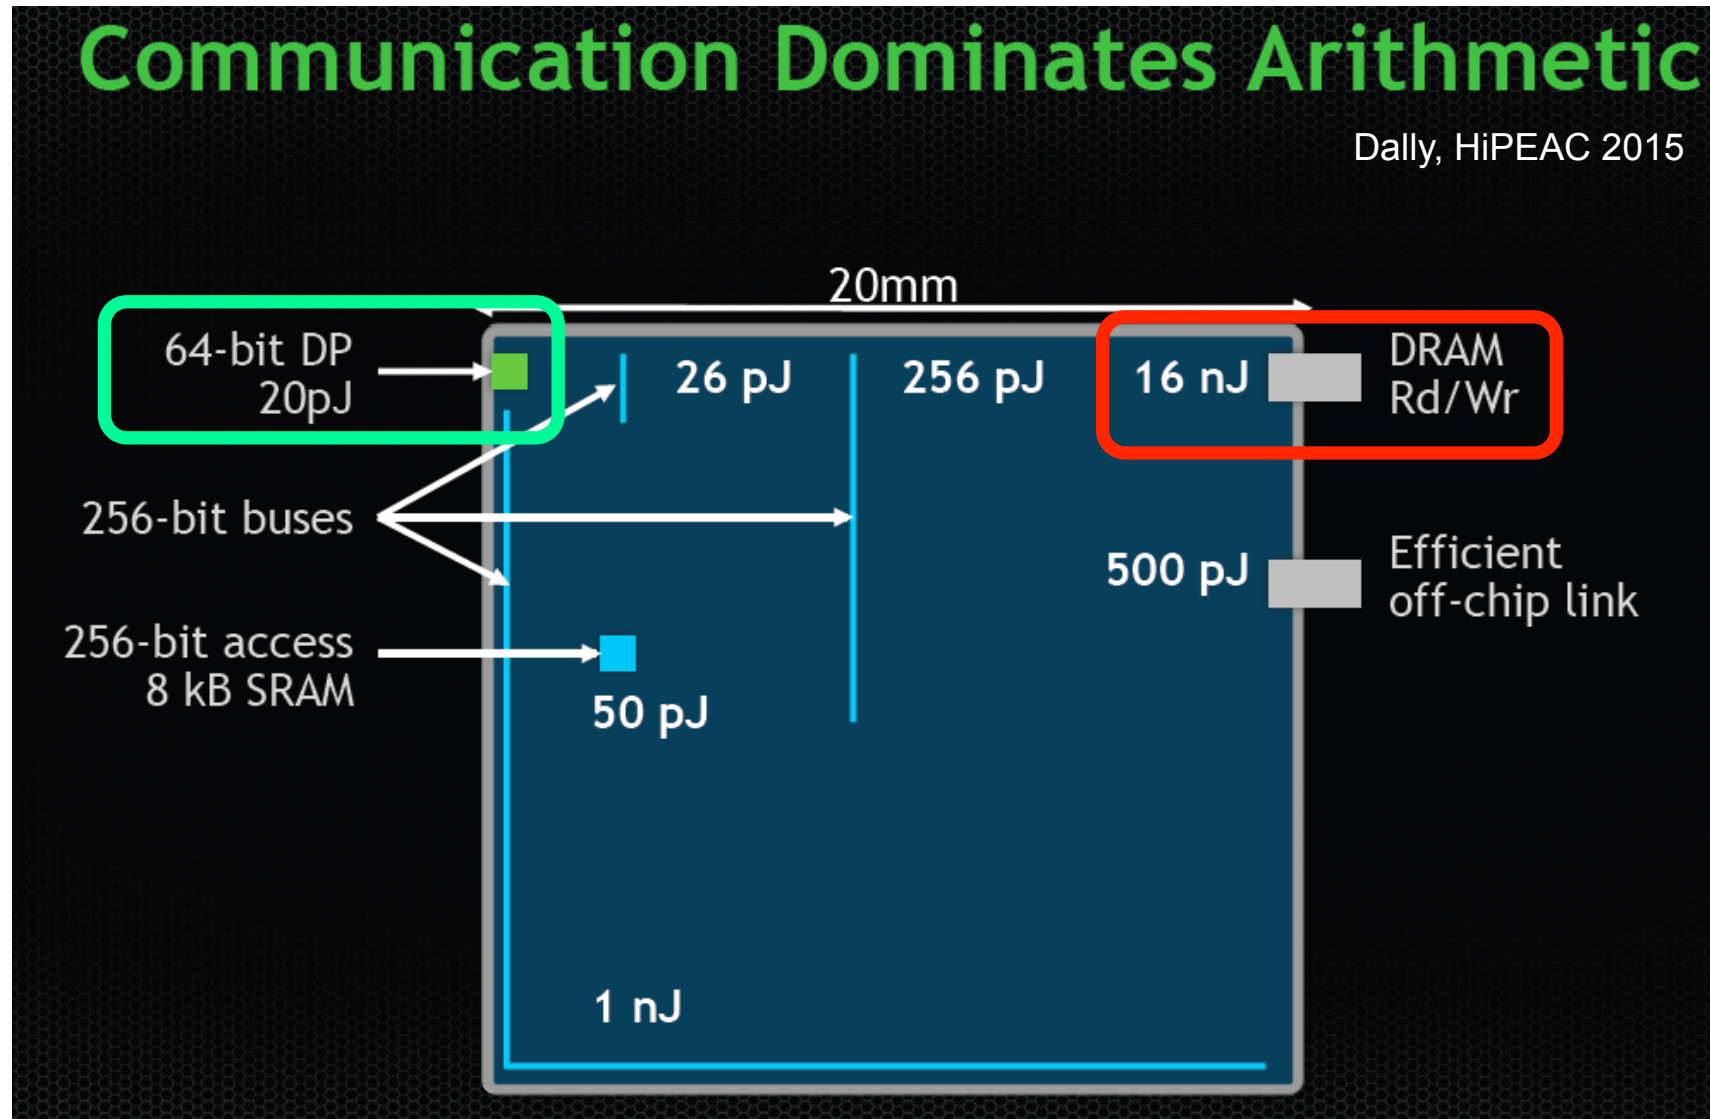 Communication Dominates Arithmetic
Dally, HiPEAC 2015
20mm
64-bit DP
20pJ
26 pJ
256 pJ
16 nJ
DRAM
Rd/Wr
256-bit buses
500 pJ
Efficient
off-chip link
256-bit access
8 kB SRAM
50 pJ
1 nJ